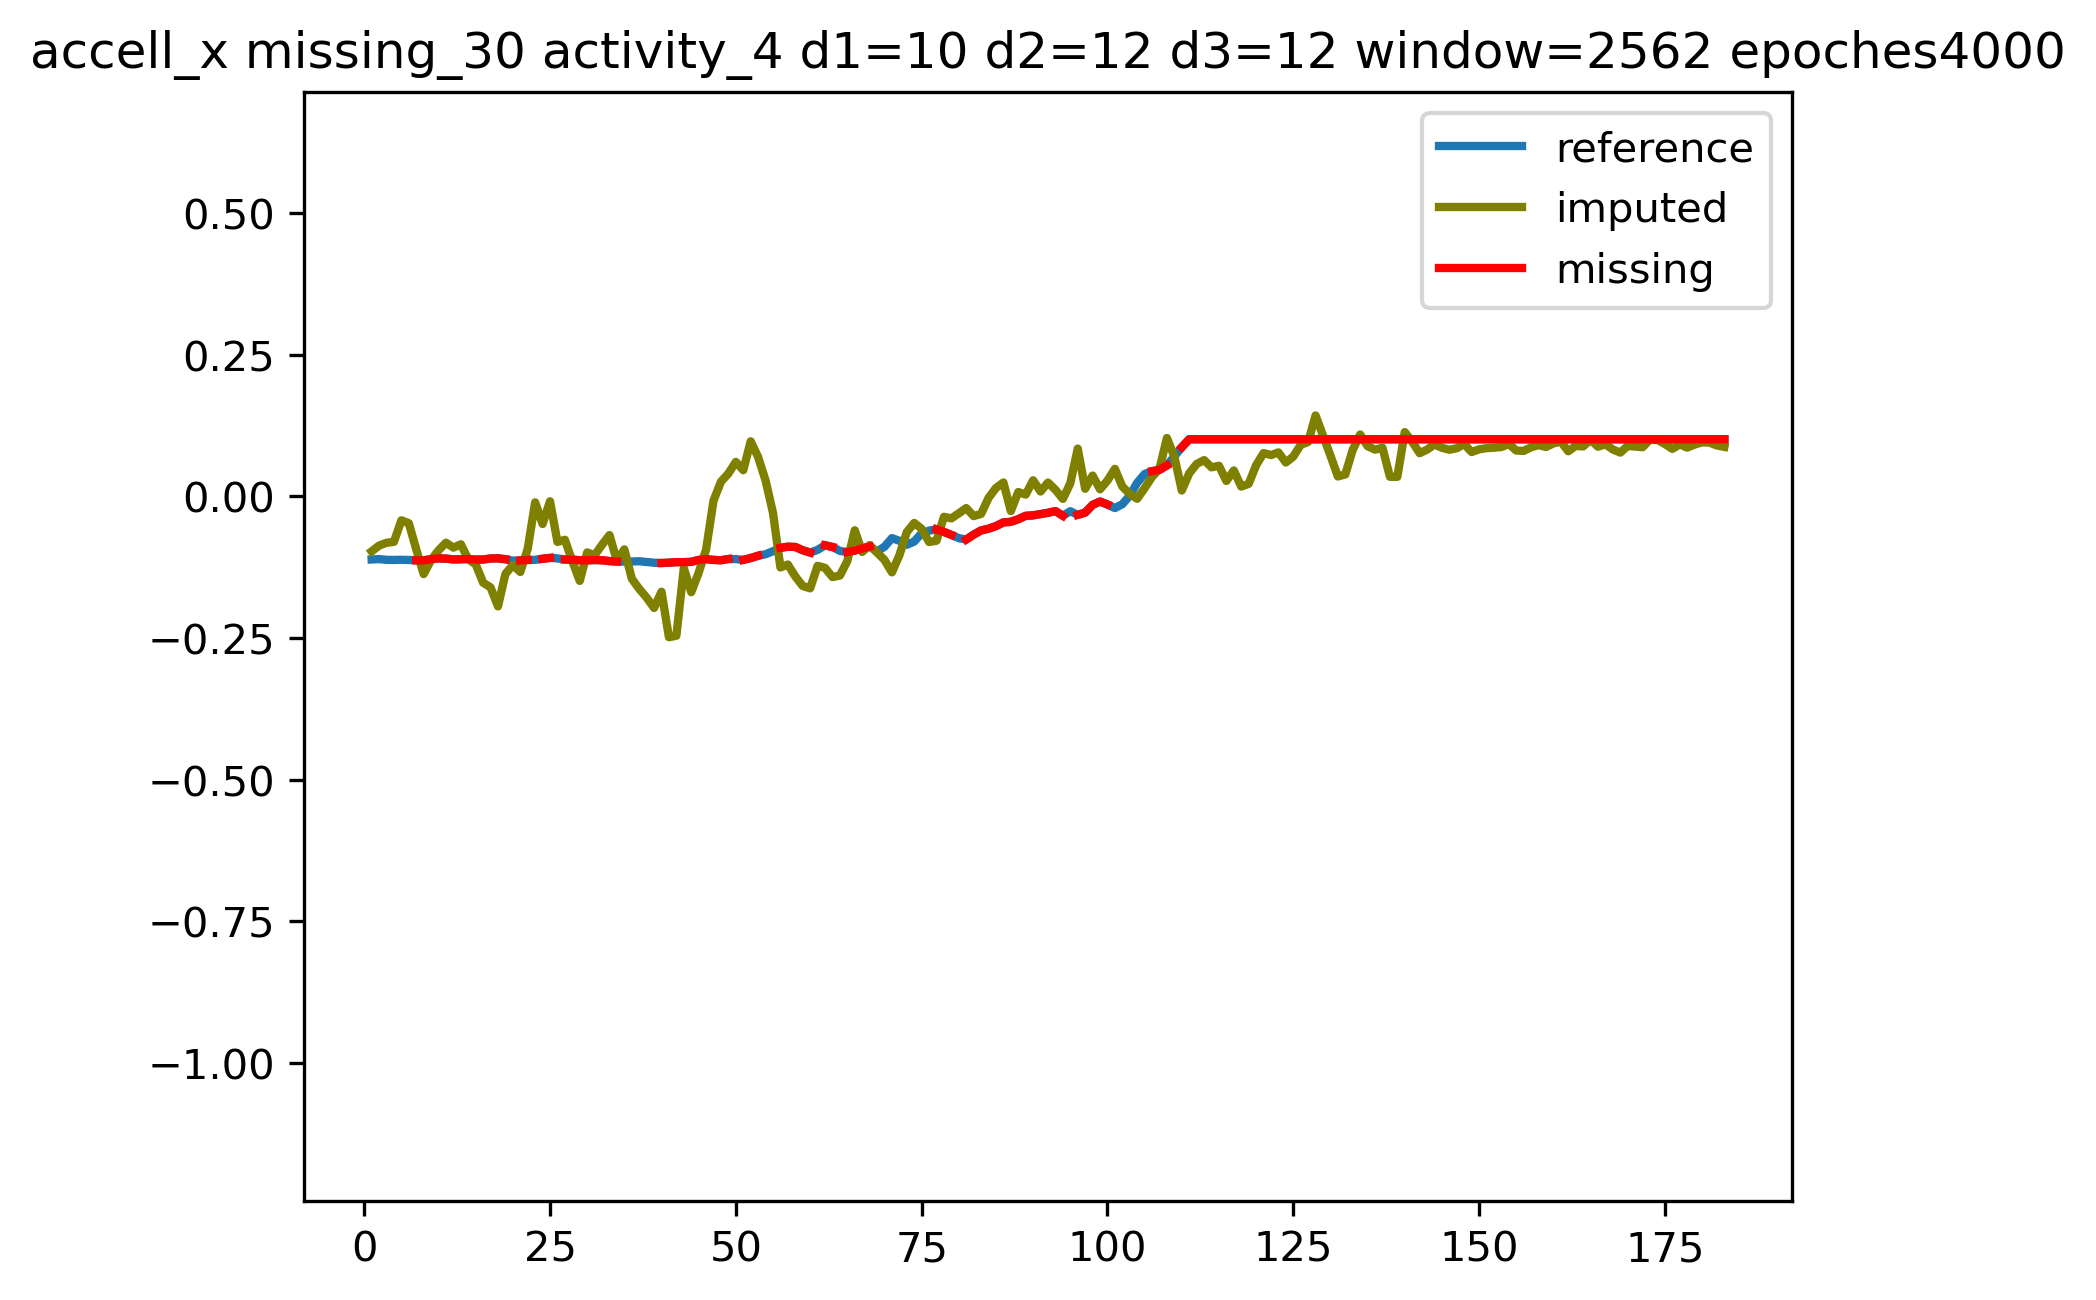 accell_x missing_30 activity_4 d1=10 d2=12 d3=12 window=2562 epoches4000
reference
imputed
missing
0.50
0.25
0.00
−0.25
−0.50
−0.75
−1.00
0 25 50 75 100 125 150 175